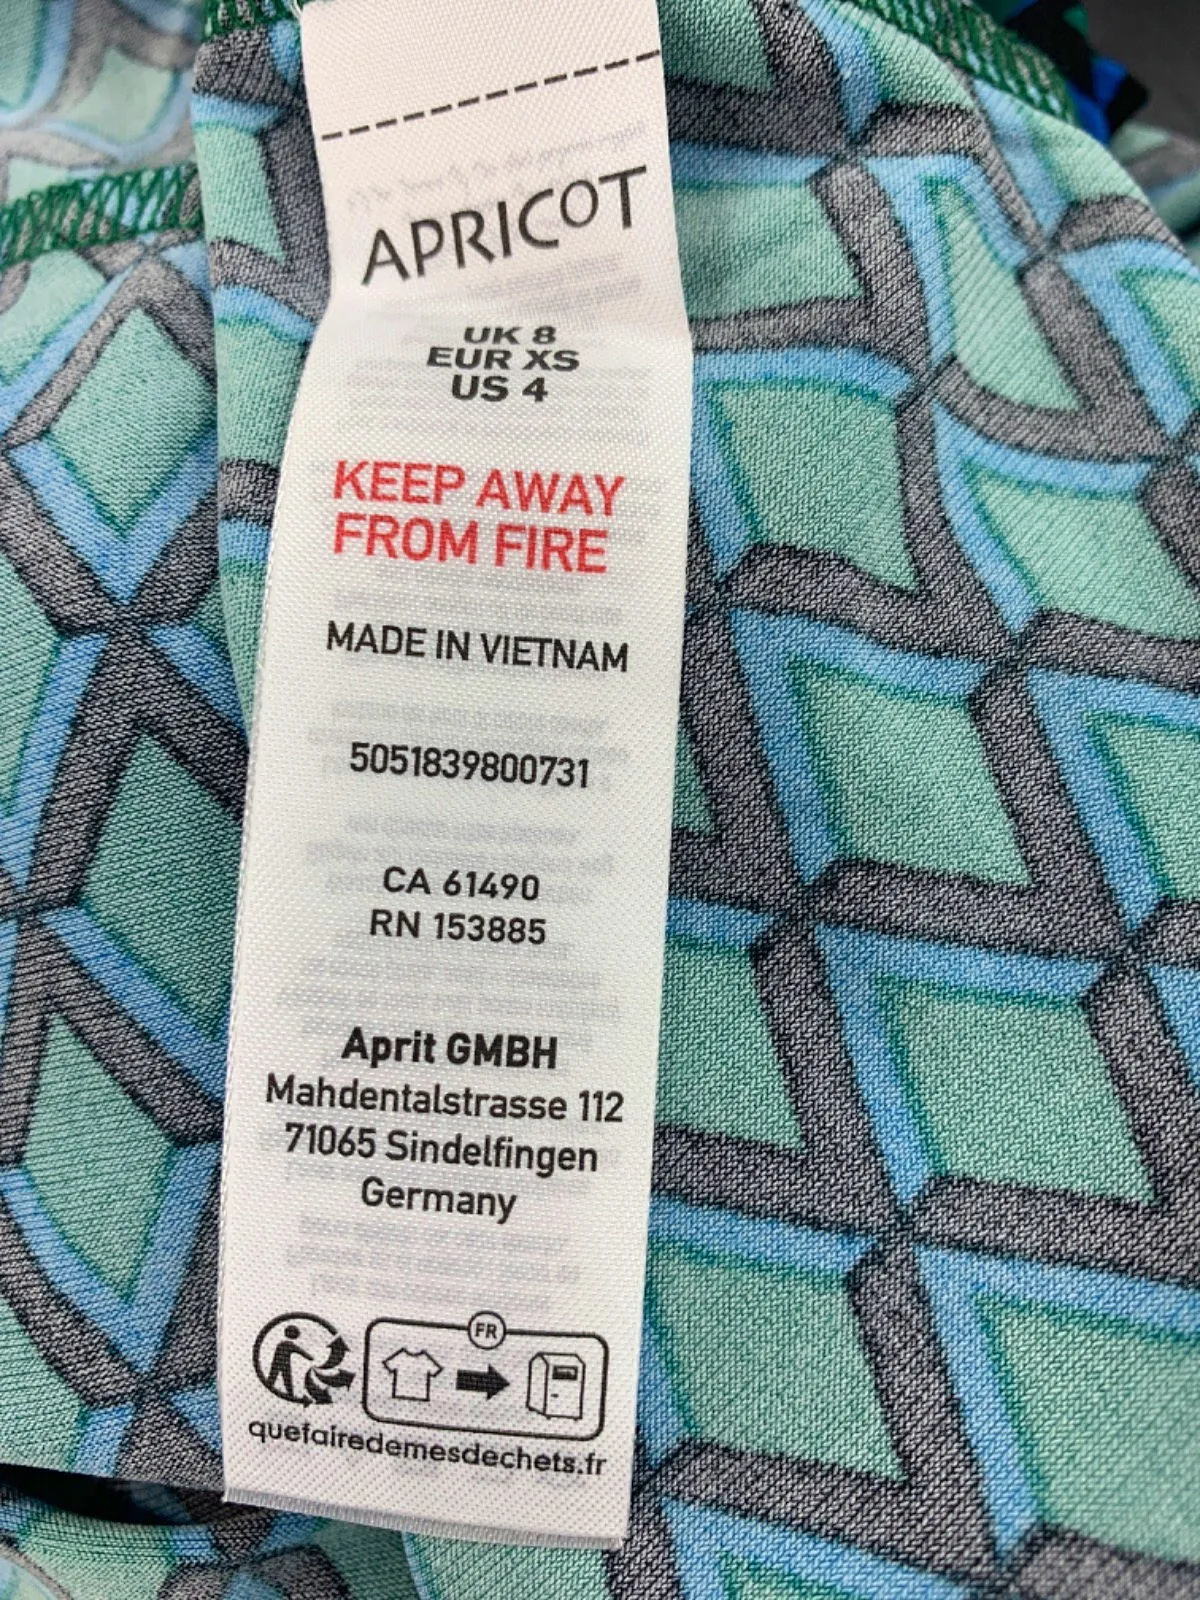 APRICOT
UK 8
EUR XS
US 4
KEEP AWAY
FROM FIRE
MADE IN VIETNAM
5051839800731
CA 61490
RN 153885
Aprit GMBH
Mahdentalstrasse 112
71065 Sindelfingen
Germany
FR
quefairedemesdechets.fr